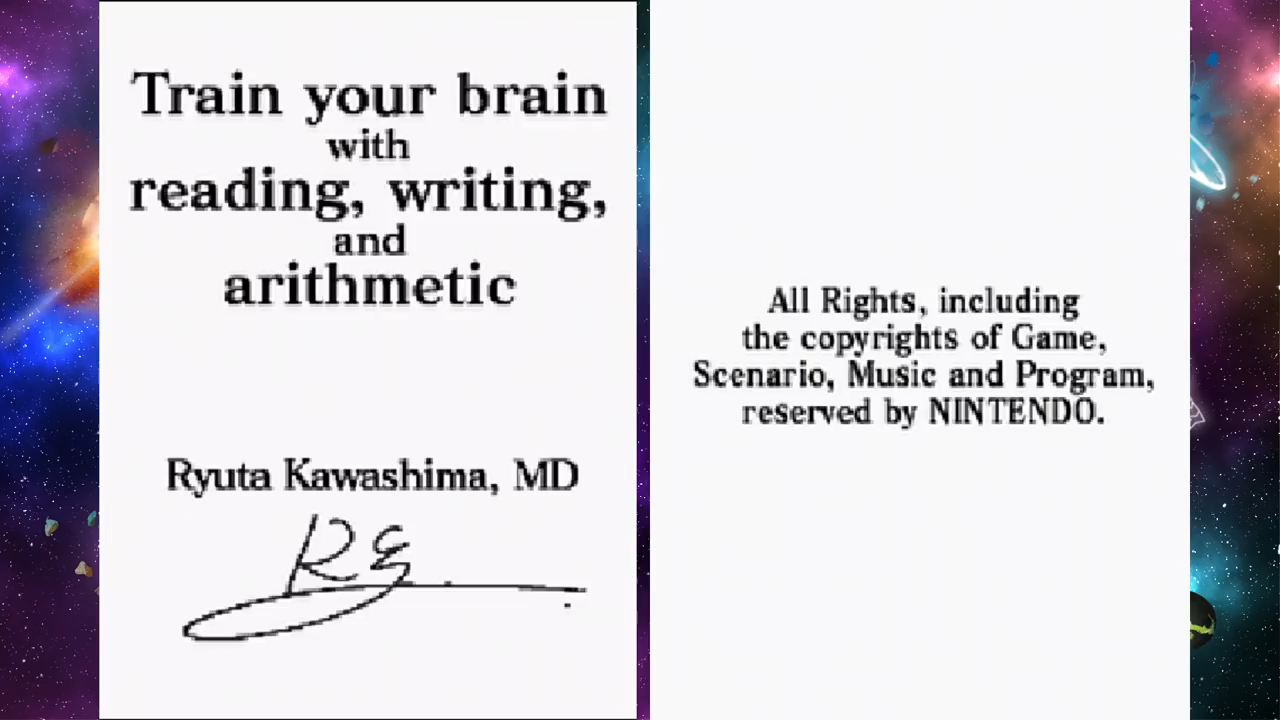 Train your brain
with
reading, writing,
and
arithmetic
Ryuta Kawashima, MD
All Rights, including
the copyrights of Game,
Scenario, Music and Program,
reserved by NINTENDO.